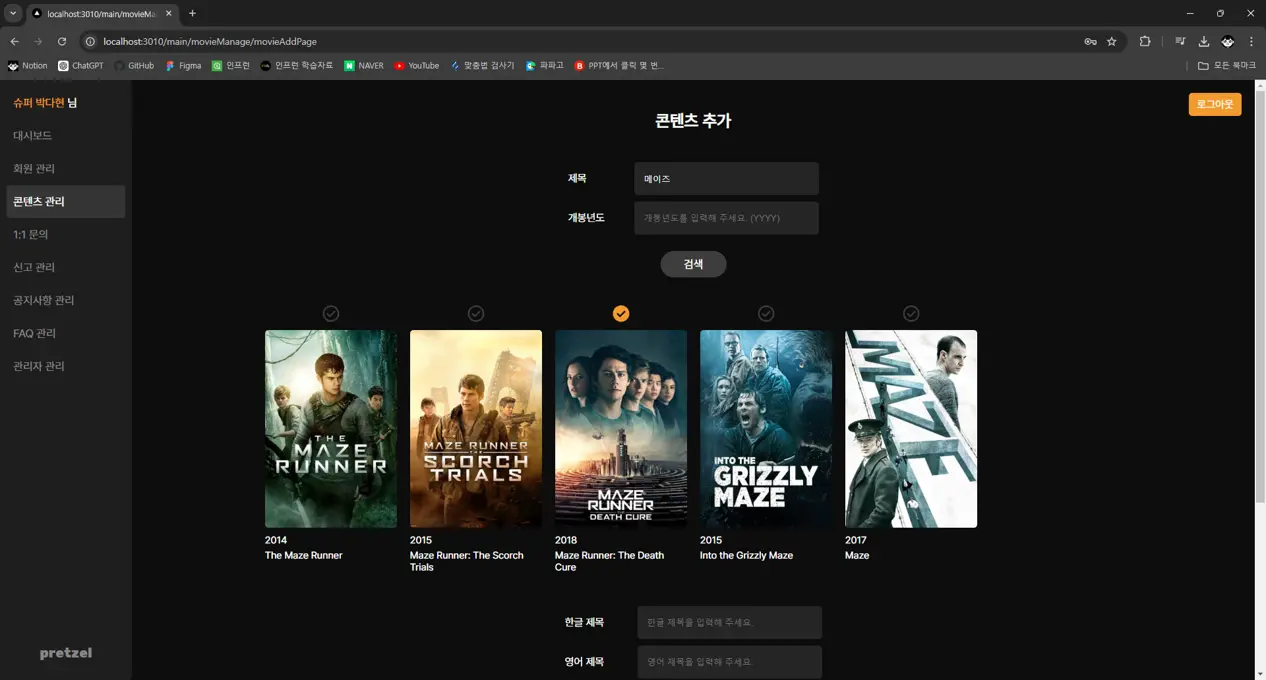 localhost:3010/main/movieMa
localhost:3010/main/movieManage/movieAddPage
Notion ChatGPT GitHub Figma 인프런 인프런 학습자료 NAVER YouTube 맞춤법 검사기 파파고 PPT에서 클릭 몇 번... 모든 북마크
슈퍼 박다현 님
대시보드
회원 관리
콘텐츠 관리
1:1 문의
신고 관리
공지사항 관리
FAQ 관리
관리자 관리
pretzel
로그아웃
콘텐츠 추가
제목 메이즈
개봉년도 개봉년도를 입력해 주세요. (YYYY)
검색
THE
MAZE
RUNNER
2014
The Maze Runner
MAZE RUNNER
THE
SCORCH
TRIALS
2015
Maze Runner: The Scorch
Trials
MAZE
RUNNER
DEATH CURE
2018
Maze Runner: The Death
Cure
INTO THE
GRIZZLY
MAZE
2015
Into the Grizzly Maze
MAZE
2017
Maze
한글 제목 한글 제목을 입력해 주세요.
영어 제목 영어 제목을 입력해 주세요.